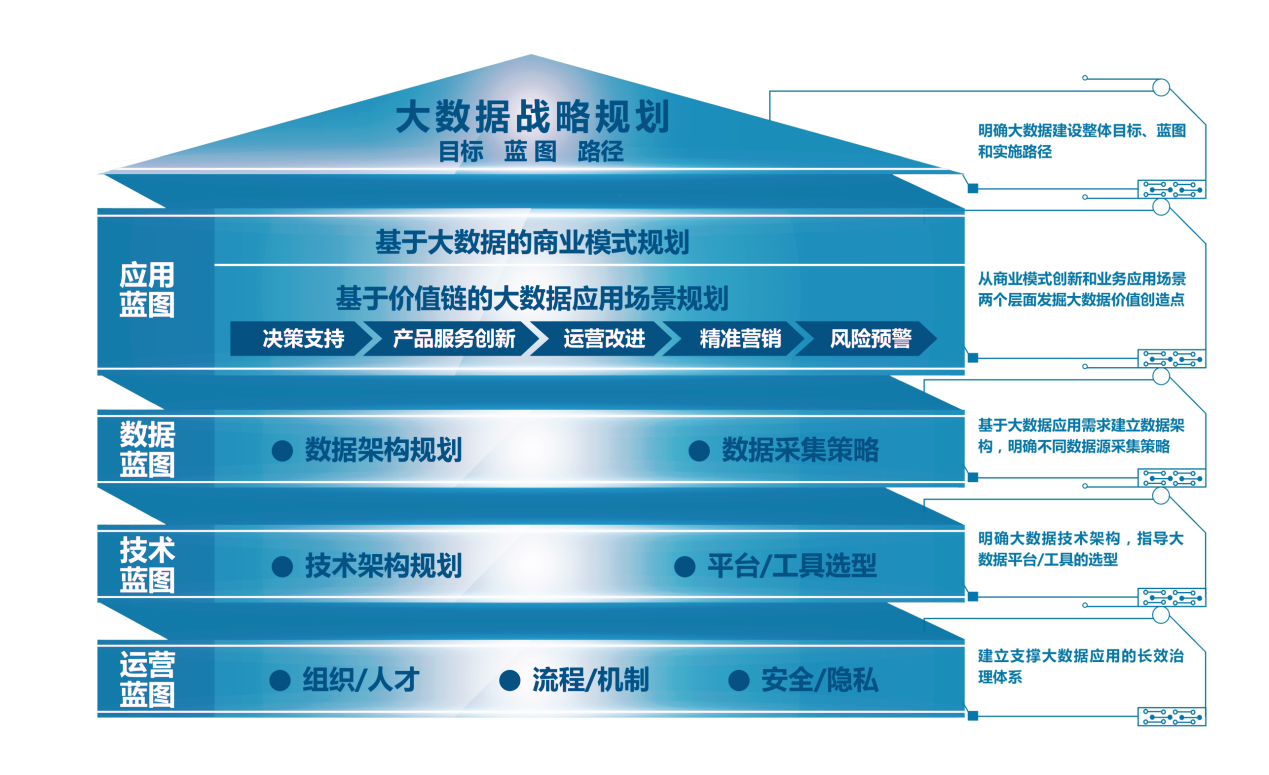 大数据战略规划
目标 蓝图 路径
明确大数据建设整体目标、蓝图
和实施路径
应用
蓝图
基于大数据的商业模式规划
基于价值链的大数据应用场景规划
决策支持 产品服务创新 运营改进 精准营销 风险预警
从商业模式创新和业务应用场景
两个层面发掘大数据价值创造点
数据
蓝图
数据架构规划 数据采集策略
基于大数据应用需求建立数据架
构，明确不同数据源采集策略
技术
蓝图
技术架构规划 平台/工具选型
明确大数据技术架构，指导大
数据平台/工具的选型
运营
蓝图
组织/人才 流程/机制 安全/隐私
建立支撑大数据应用的长效治
理体系